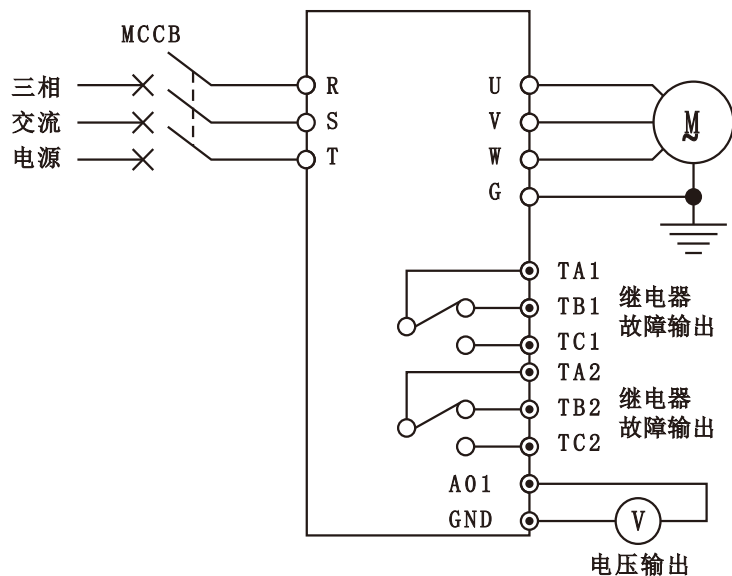 MCCB
三相
交流
电源
R
S
T
U
V
W
G
M
~
TA1
TB1
TC1
继电器
故障输出
TA2
TB2
TC2
继电器
故障输出
AO1
GND
V
电压输出